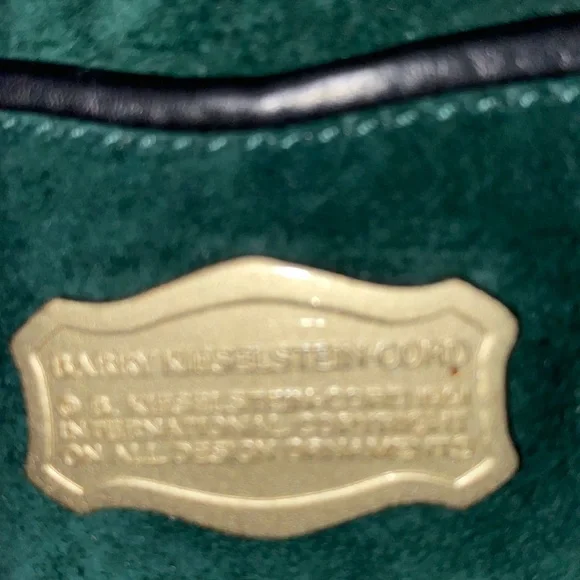 BARRY KIESELSTEIN-CORD
B. KIESELSTEIN-CORD
INTERNATIONAL COPYRIGHT
ON ALL DESIGN ORNAMENTS